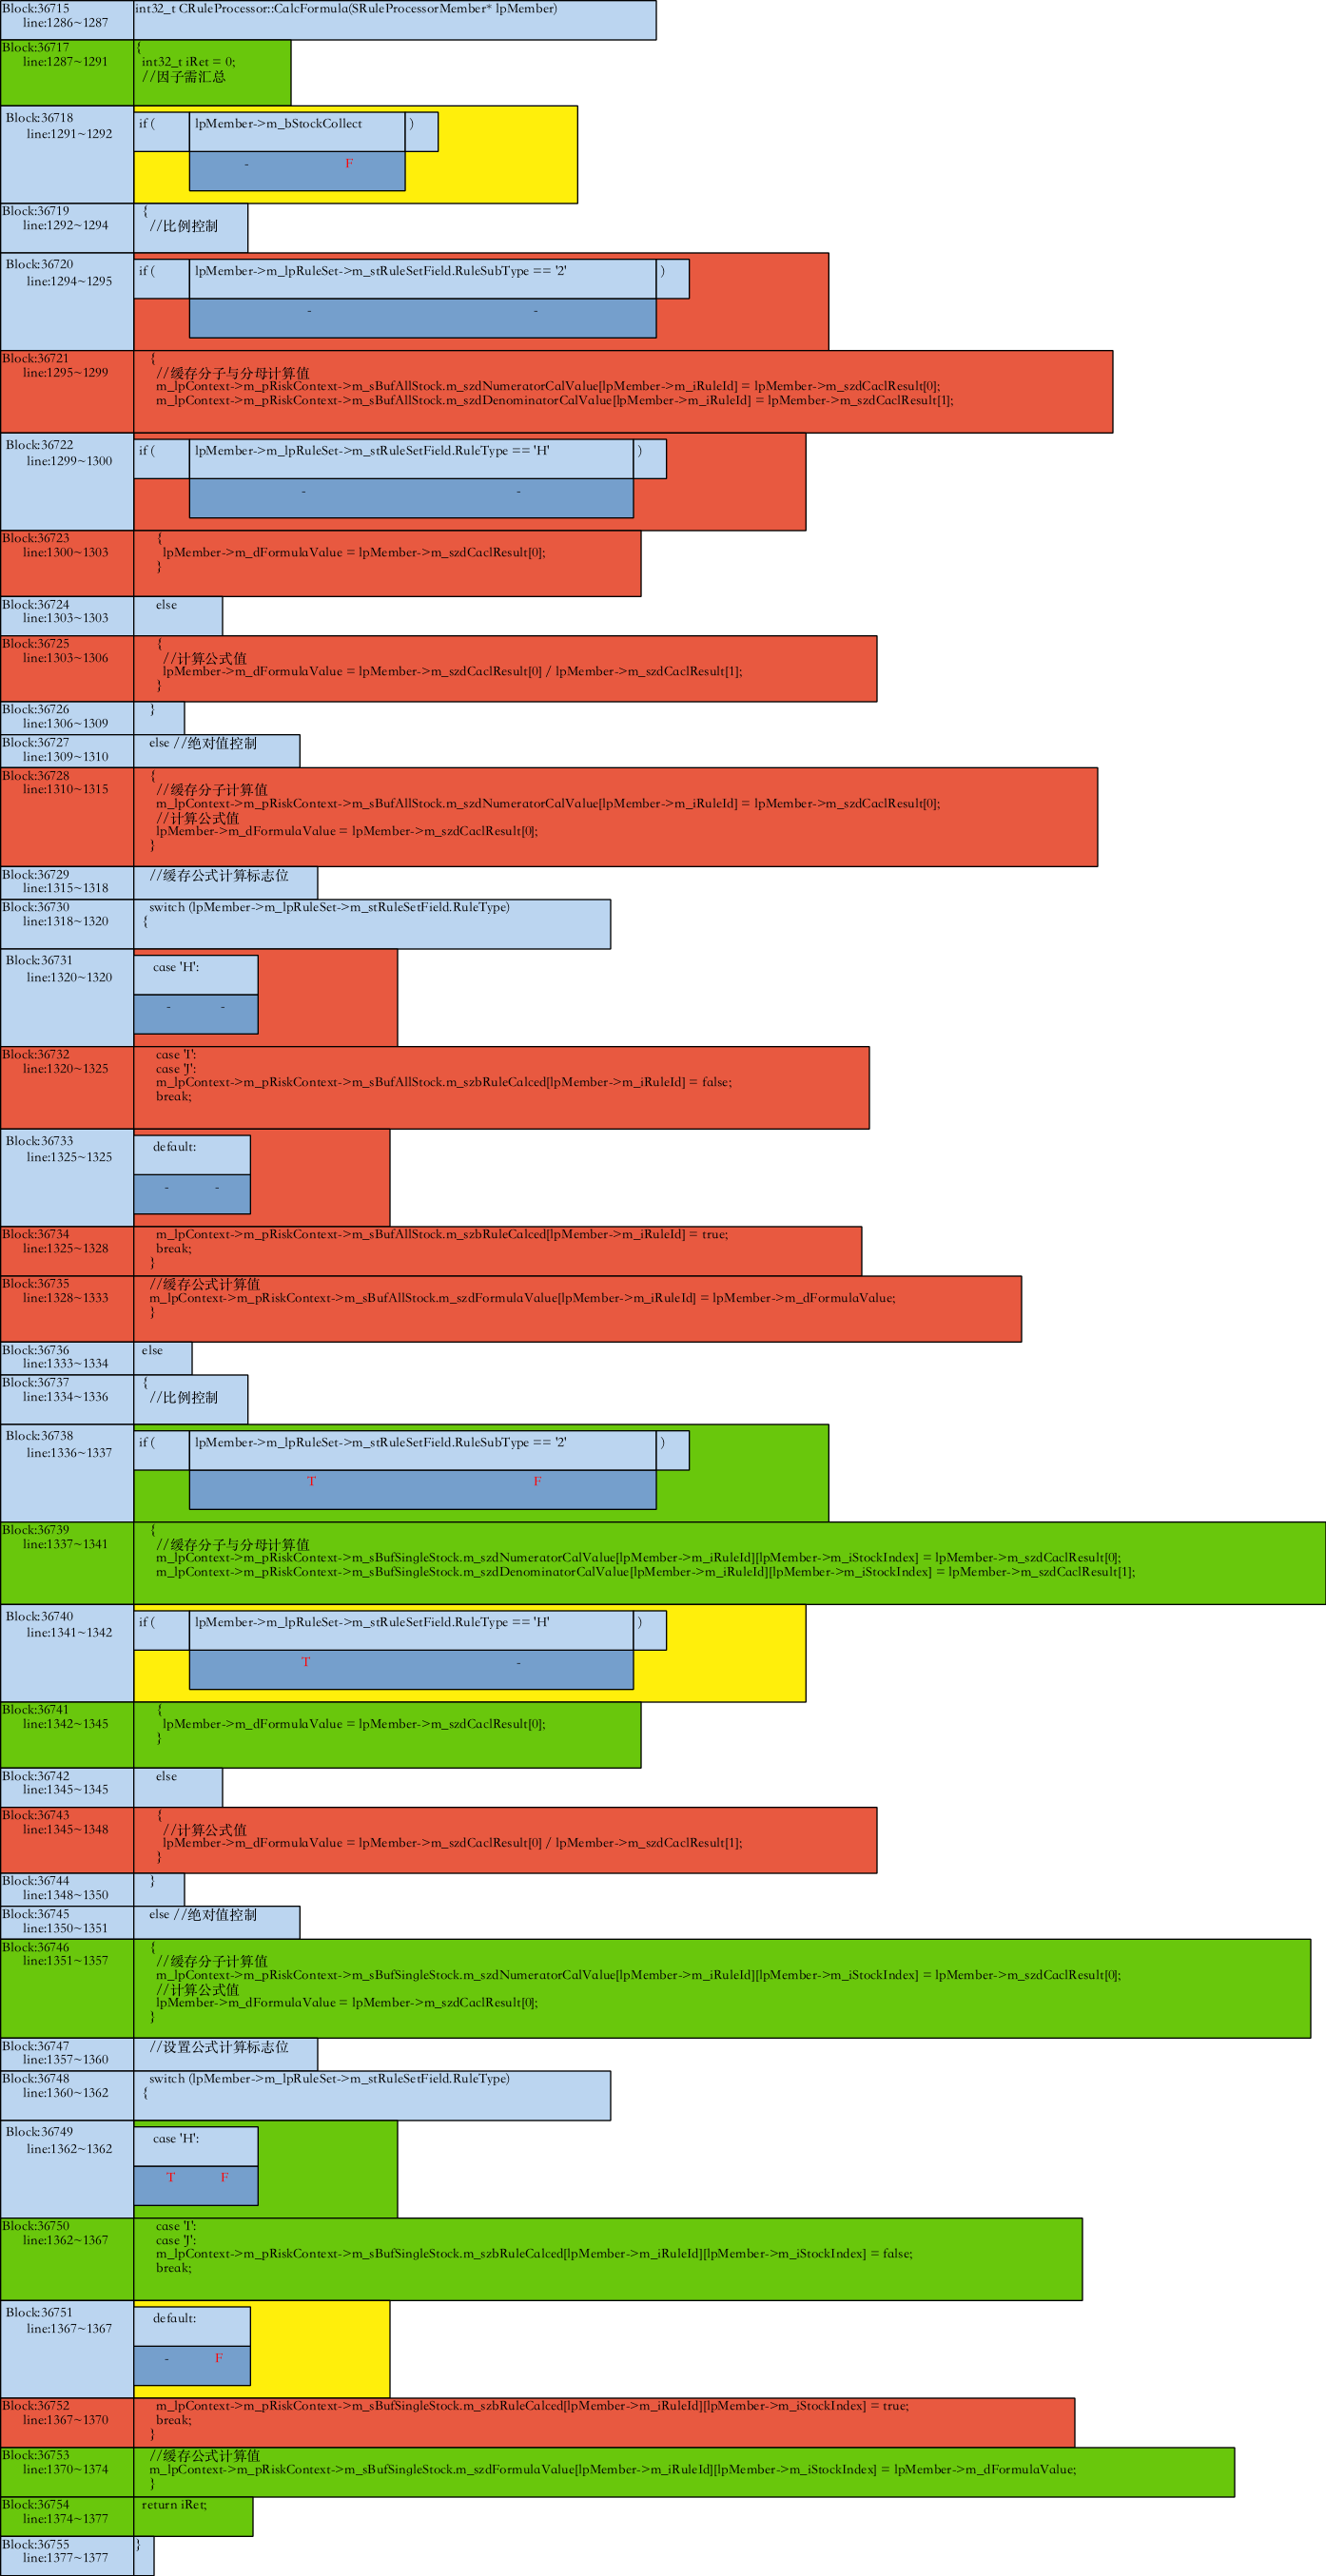 Block:36715
line:1286~1287
int32_t CRuleProcessor::CalcFormula(SRuleProcessorMember* lpMember)
Block:36717
line:1287~1291
{
int32_t iRet = 0;
//因子需汇总
Block:36718
line:1291~1292
if ( lpMember->m_bStockCollect )
- F
Block:36719
line:1292~1294
{
//比例控制
Block:36720
line:1294~1295
if ( lpMember->m_lpRuleSet->m_stRuleSetField.RuleSubType == '2' )
- -
Block:36721
line:1295~1299
{
//缓存分子与分母计算值
m_lpContext->m_pRiskContext->m_sBufAllStock.m_szdNumeratorCalValue[lpMember->m_iRuleId] = lpMember->m_szdCaclResult[0];
m_lpContext->m_pRiskContext->m_sBufAllStock.m_szdDenominatorCalValue[lpMember->m_iRuleId] = lpMember->m_szdCaclResult[1];
Block:36722
line:1299~1300
if ( lpMember->m_lpRuleSet->m_stRuleSetField.RuleType == 'H' )
- -
Block:36723
line:1300~1303
{
lpMember->m_dFormulaValue = lpMember->m_szdCaclResult[0];
}
Block:36724
line:1303~1303
else
Block:36725
line:1303~1306
{
//计算公式值
lpMember->m_dFormulaValue = lpMember->m_szdCaclResult[0] / lpMember->m_szdCaclResult[1];
}
Block:36726
line:1306~1309
}
Block:36727
line:1309~1310
else //绝对值控制
Block:36728
line:1310~1315
{
//缓存分子计算值
m_lpContext->m_pRiskContext->m_sBufAllStock.m_szdNumeratorCalValue[lpMember->m_iRuleId] = lpMember->m_szdCaclResult[0];
//计算公式值
lpMember->m_dFormulaValue = lpMember->m_szdCaclResult[0];
}
Block:36729
line:1315~1318
//缓存公式计算标志位
Block:36730
line:1318~1320
switch (lpMember->m_lpRuleSet->m_stRuleSetField.RuleType)
{
Block:36731
line:1320~1320
case 'H':
- -
Block:36732
line:1320~1325
case 'I':
case 'J':
m_lpContext->m_pRiskContext->m_sBufAllStock.m_szbRuleCalced[lpMember->m_iRuleId] = false;
break;
Block:36733
line:1325~1325
default:
- -
Block:36734
line:1325~1328
m_lpContext->m_pRiskContext->m_sBufAllStock.m_szbRuleCalced[lpMember->m_iRuleId] = true;
break;
}
Block:36735
line:1328~1333
//缓存公式计算值
m_lpContext->m_pRiskContext->m_sBufAllStock.m_szdFormulaValue[lpMember->m_iRuleId] = lpMember->m_dFormulaValue;
}
Block:36736
line:1333~1334
else
Block:36737
line:1334~1336
{
//比例控制
Block:36738
line:1336~1337
if ( lpMember->m_lpRuleSet->m_stRuleSetField.RuleSubType == '2' )
T F
Block:36739
line:1337~1341
{
//缓存分子与分母计算值
m_lpContext->m_pRiskContext->m_sBufSingleStock.m_szdNumeratorCalValue[lpMember->m_iRuleId][lpMember->m_iStockIndex] = lpMember->m_szdCaclResult[0];
m_lpContext->m_pRiskContext->m_sBufSingleStock.m_szdDenominatorCalValue[lpMember->m_iRuleId][lpMember->m_iStockIndex] = lpMember->m_szdCaclResult[1];
Block:36740
line:1341~1342
if ( lpMember->m_lpRuleSet->m_stRuleSetField.RuleType == 'H' )
T -
Block:36741
line:1342~1345
{
lpMember->m_dFormulaValue = lpMember->m_szdCaclResult[0];
}
Block:36742
line:1345~1345
else
Block:36743
line:1345~1348
{
//计算公式值
lpMember->m_dFormulaValue = lpMember->m_szdCaclResult[0] / lpMember->m_szdCaclResult[1];
}
Block:36744
line:1348~1350
}
Block:36745
line:1350~1351
else //绝对值控制
Block:36746
line:1351~1357
{
//缓存分子计算值
m_lpContext->m_pRiskContext->m_sBufSingleStock.m_szdNumeratorCalValue[lpMember->m_iRuleId][lpMember->m_iStockIndex] = lpMember->m_szdCaclResult[0];
//计算公式值
lpMember->m_dFormulaValue = lpMember->m_szdCaclResult[0];
}
Block:36747
line:1357~1360
//设置公式计算标志位
Block:36748
line:1360~1362
switch (lpMember->m_lpRuleSet->m_stRuleSetField.RuleType)
{
Block:36749
line:1362~1362
case 'H':
T F
Block:36750
line:1362~1367
case 'I':
case 'J':
m_lpContext->m_pRiskContext->m_sBufSingleStock.m_szbRuleCalced[lpMember->m_iRuleId][lpMember->m_iStockIndex] = false;
break;
Block:36751
line:1367~1367
default:
- F
Block:36752
line:1367~1370
m_lpContext->m_pRiskContext->m_sBufSingleStock.m_szbRuleCalced[lpMember->m_iRuleId][lpMember->m_iStockIndex] = true;
break;
}
Block:36753
line:1370~1374
//缓存公式计算值
m_lpContext->m_pRiskContext->m_sBufSingleStock.m_szdFormulaValue[lpMember->m_iRuleId][lpMember->m_iStockIndex] = lpMember->m_dFormulaValue;
}
Block:36754
line:1374~1377
return iRet;
Block:36755
line:1377~1377
}